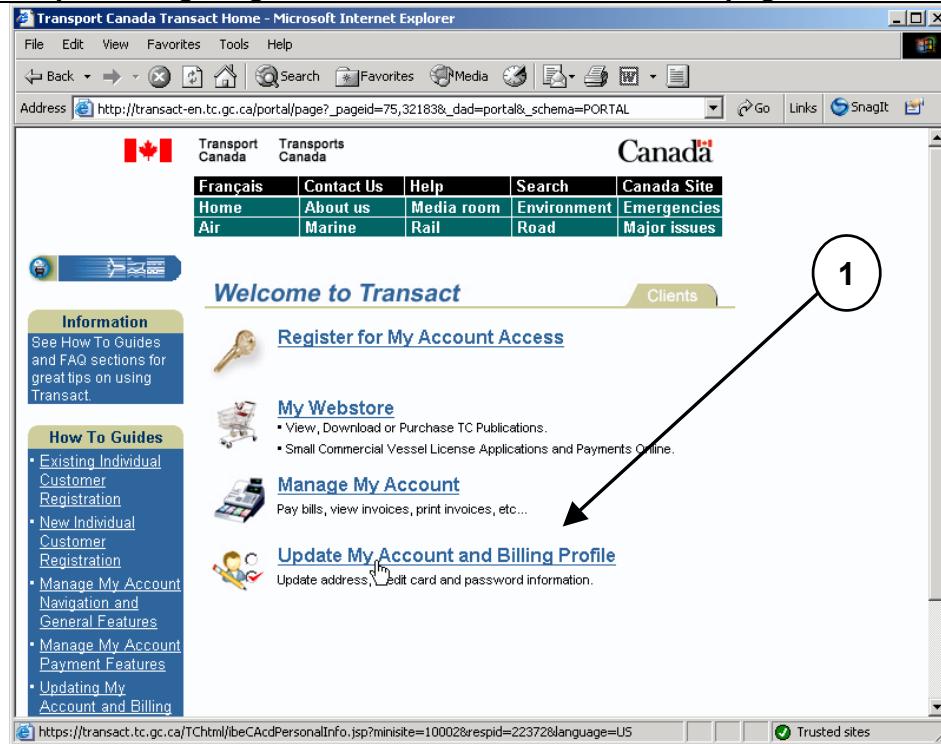 Transport Canada Transact Home - Microsoft Internet Explorer
File Edit View Favorites Tools Help
Back Search Favorites Media
Address http://transact-en.tc.gc.ca/portal/page?_pageid=75,32183&_dad=portal&_schema=PORTAL Go Links SnagIt
Transport Canada
Transports Canada
Canada
Français Contact Us Help Search Canada Site
Home About us Media room Environment Emergencies
Air Marine Rail Road Major issues
1
Welcome to Transact
Clients
Information
See How To Guides
and FAQ sections for
great tips on using
Transact.
How To Guides
• Existing Individual
Customer
Registration
• New Individual
Customer
Registration
• Manage My Account
Navigation and
General Features
• Manage My Account
Payment Features
• Updating My
Account and Billing
Register for My Account Access
My Webstore
• View, Download or Purchase TC Publications.
• Small Commercial Vessel License Applications and Payments Online.
Manage My Account
Pay bills, view invoices, print invoices, etc...
Update My Account and Billing Profile
Update address, credit card and password information.
https://transact.tc.gc.ca/TChtml/ibeCAcdPersonalInfo.jsp?minisite=10002&respid=22372&language=US
Trusted sites